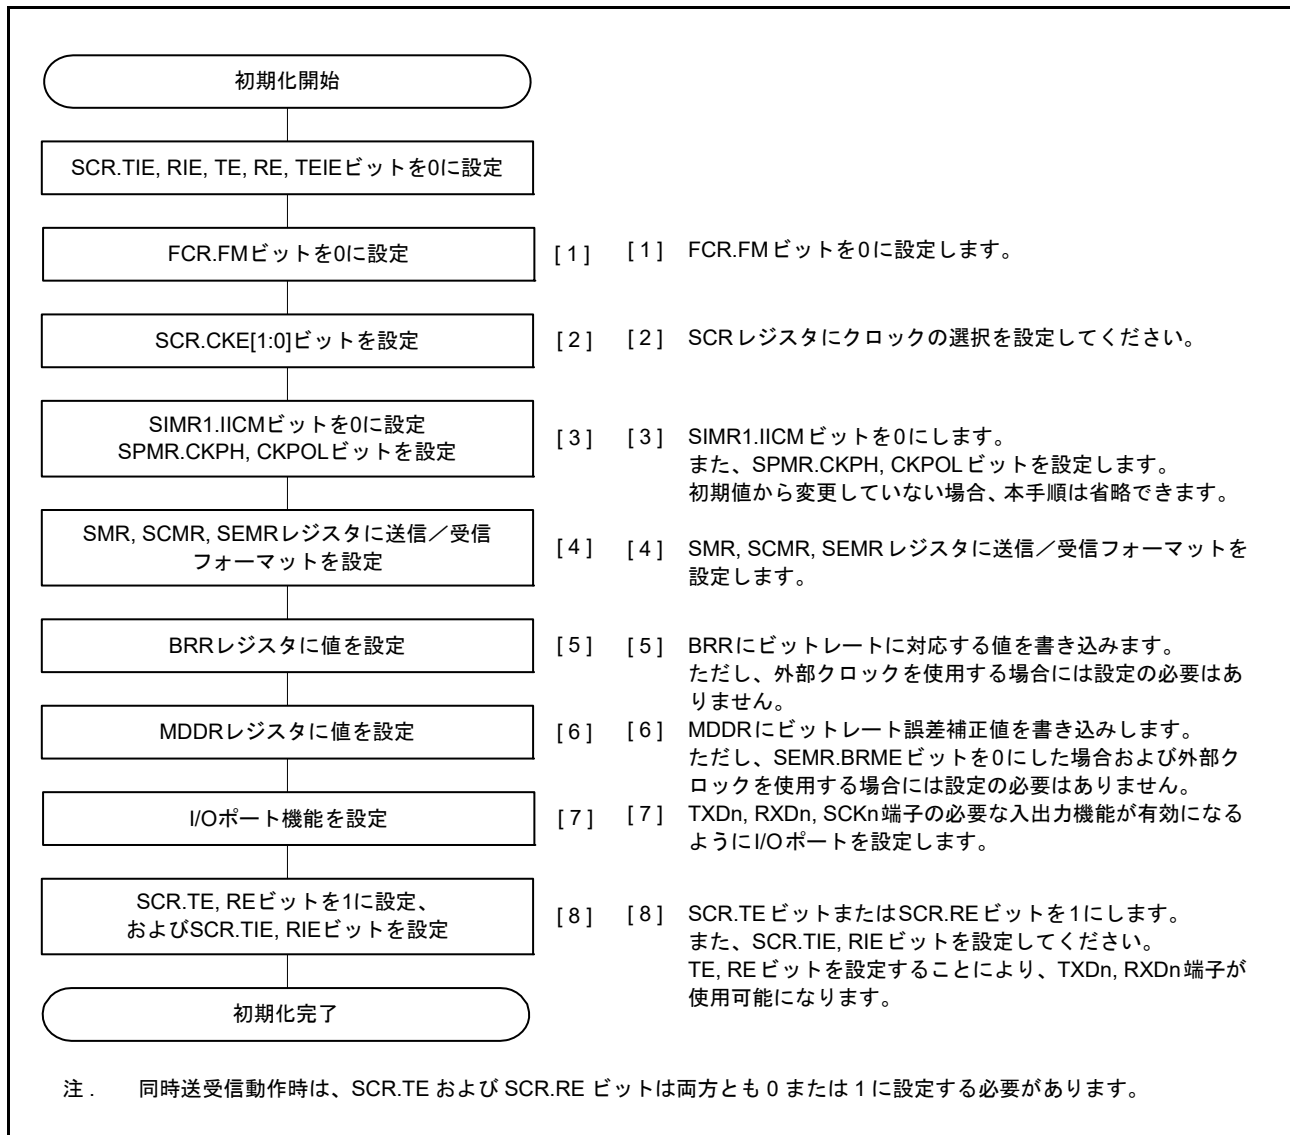 初期化開始
SCR.TIE, RIE, TE, RE, TEIEビットを0に設定
FCR.FMビットを0に設定
[ 1 ]
[ 1 ] FCR.FMビットを0に設定します。
SCR.CKE[1:0]ビットを設定
[ 2 ]
[ 2 ] SCRレジスタにクロックの選択を設定してください。
SIMR1.IICMビットを0に設定
SPMR.CKPH, CKPOLビットを設定
[ 3 ]
[ 3 ] SIMR1.IICMビットを0にします。
また、SPMR.CKPH, CKPOLビットを設定します。
初期値から変更していない場合、本手順は省略できます。
SMR, SCMR, SEMRレジスタに送信／受信
フォーマットを設定
[ 4 ]
[ 4 ] SMR, SCMR, SEMRレジスタに送信／受信フォーマットを
設定します。
BRRレジスタに値を設定
[ 5 ]
[ 5 ] BRRにビットレートに対応する値を書き込みます。
ただし、外部クロックを使用する場合には設定の必要はあ
りません。
MDDRレジスタに値を設定
[ 6 ]
[ 6 ] MDDRにビットレート誤差補正値を書き込みします。
ただし、SEMR.BRMEビットを0にした場合および外部ク
ロックを使用する場合には設定の必要はありません。
I/Oポート機能を設定
[ 7 ]
[ 7 ] TXDn, RXDn, SCKn端子の必要な入出力機能が有効になる
ようにI/Oポートを設定します。
SCR.TE, REビットを1に設定、
およびSCR.TIE, RIEビットを設定
[ 8 ]
[ 8 ] SCR.TEビットまたはSCR.REビットを1にします。
また、SCR.TIE, RIEビットを設定してください。
TE, REビットを設定することにより、TXDn, RXDn端子が
使用可能になります。
初期化完了
注 . 同時送受信動作時は、SCR.TE および SCR.RE ビットは両方とも 0 または 1 に設定する必要があります。